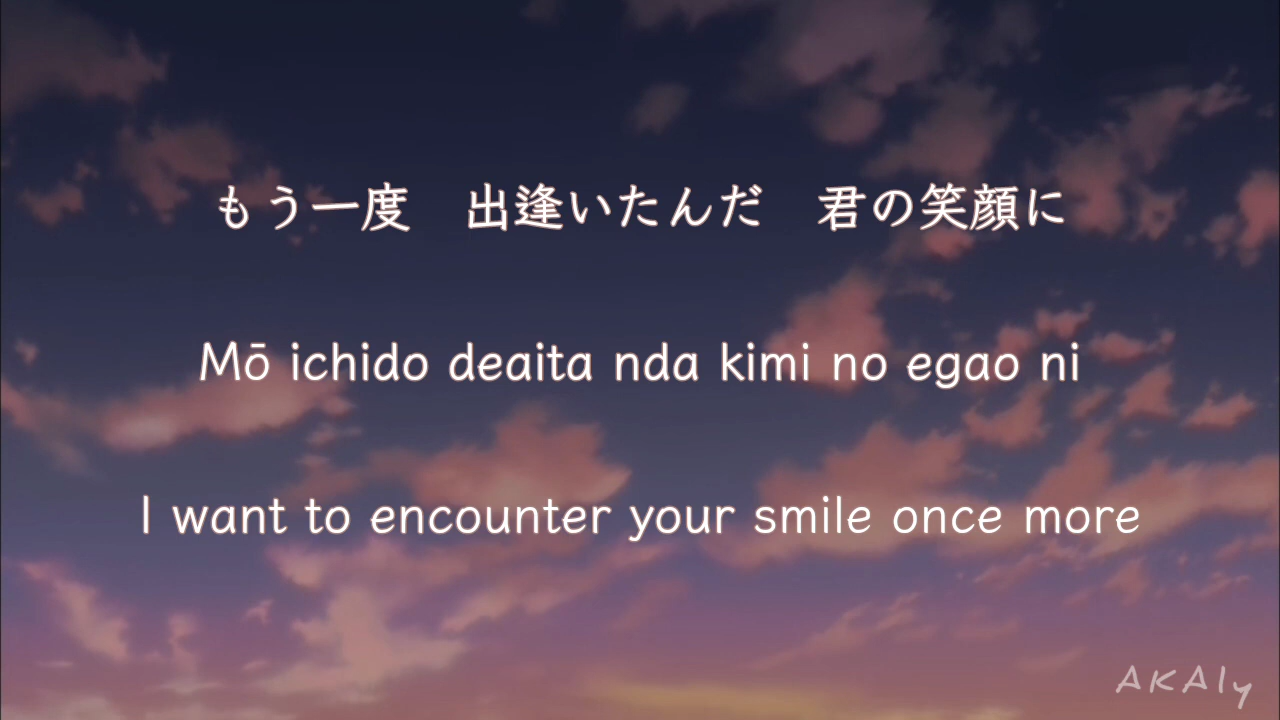 もう一度　出逢いたんだ　君の笑顔に
Mō ichido deaita nda kimi no egao ni
I want to encounter your smile once more
AKAly